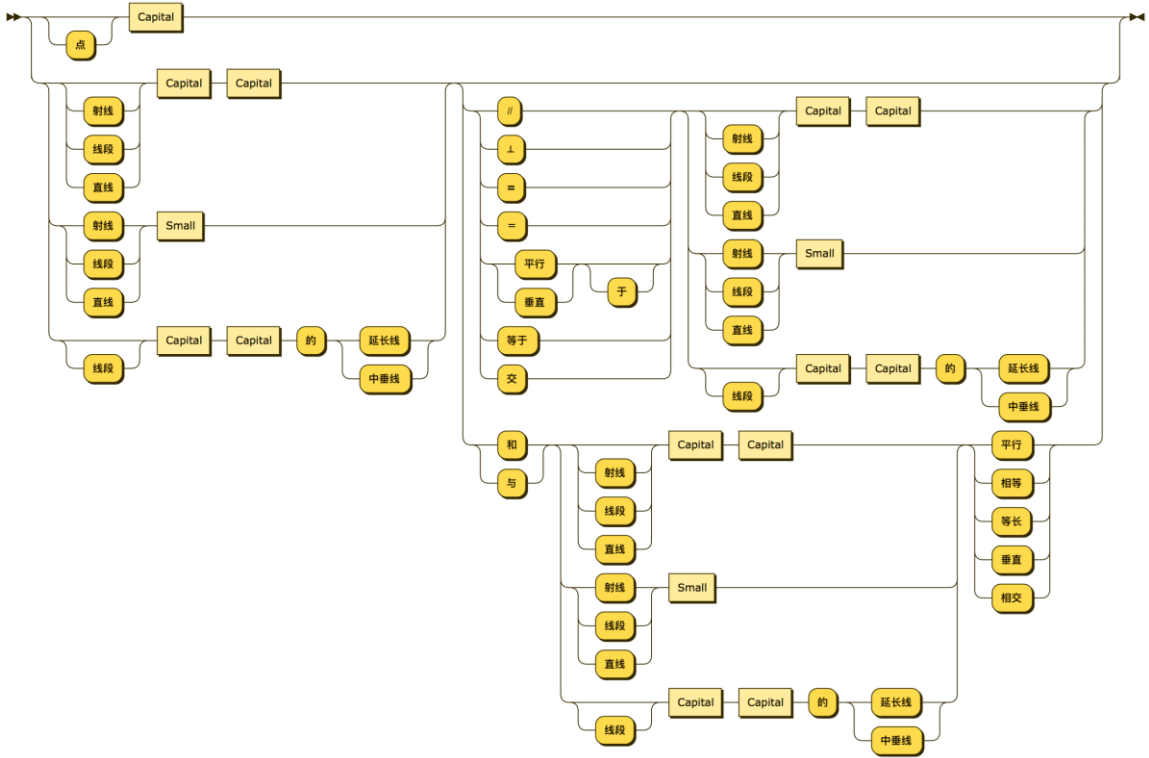 Capital
点
Capital Capital
射线 // Capital Capital
射线
线段 ⊥
线段
直线 =
直线
射线 Small ＝
射线 Small
线段 平行
线段 于
直线 垂直
直线
Capital Capital 的 延长线 等于
线段 Capital Capital 的 延长线
中垂线 交
线段
中垂线
和 Capital Capital 平行
射线
与 相等
线段
等长
直线
垂直
射线 Small
相交
线段
直线
Capital Capital 的 延长线
线段
中垂线